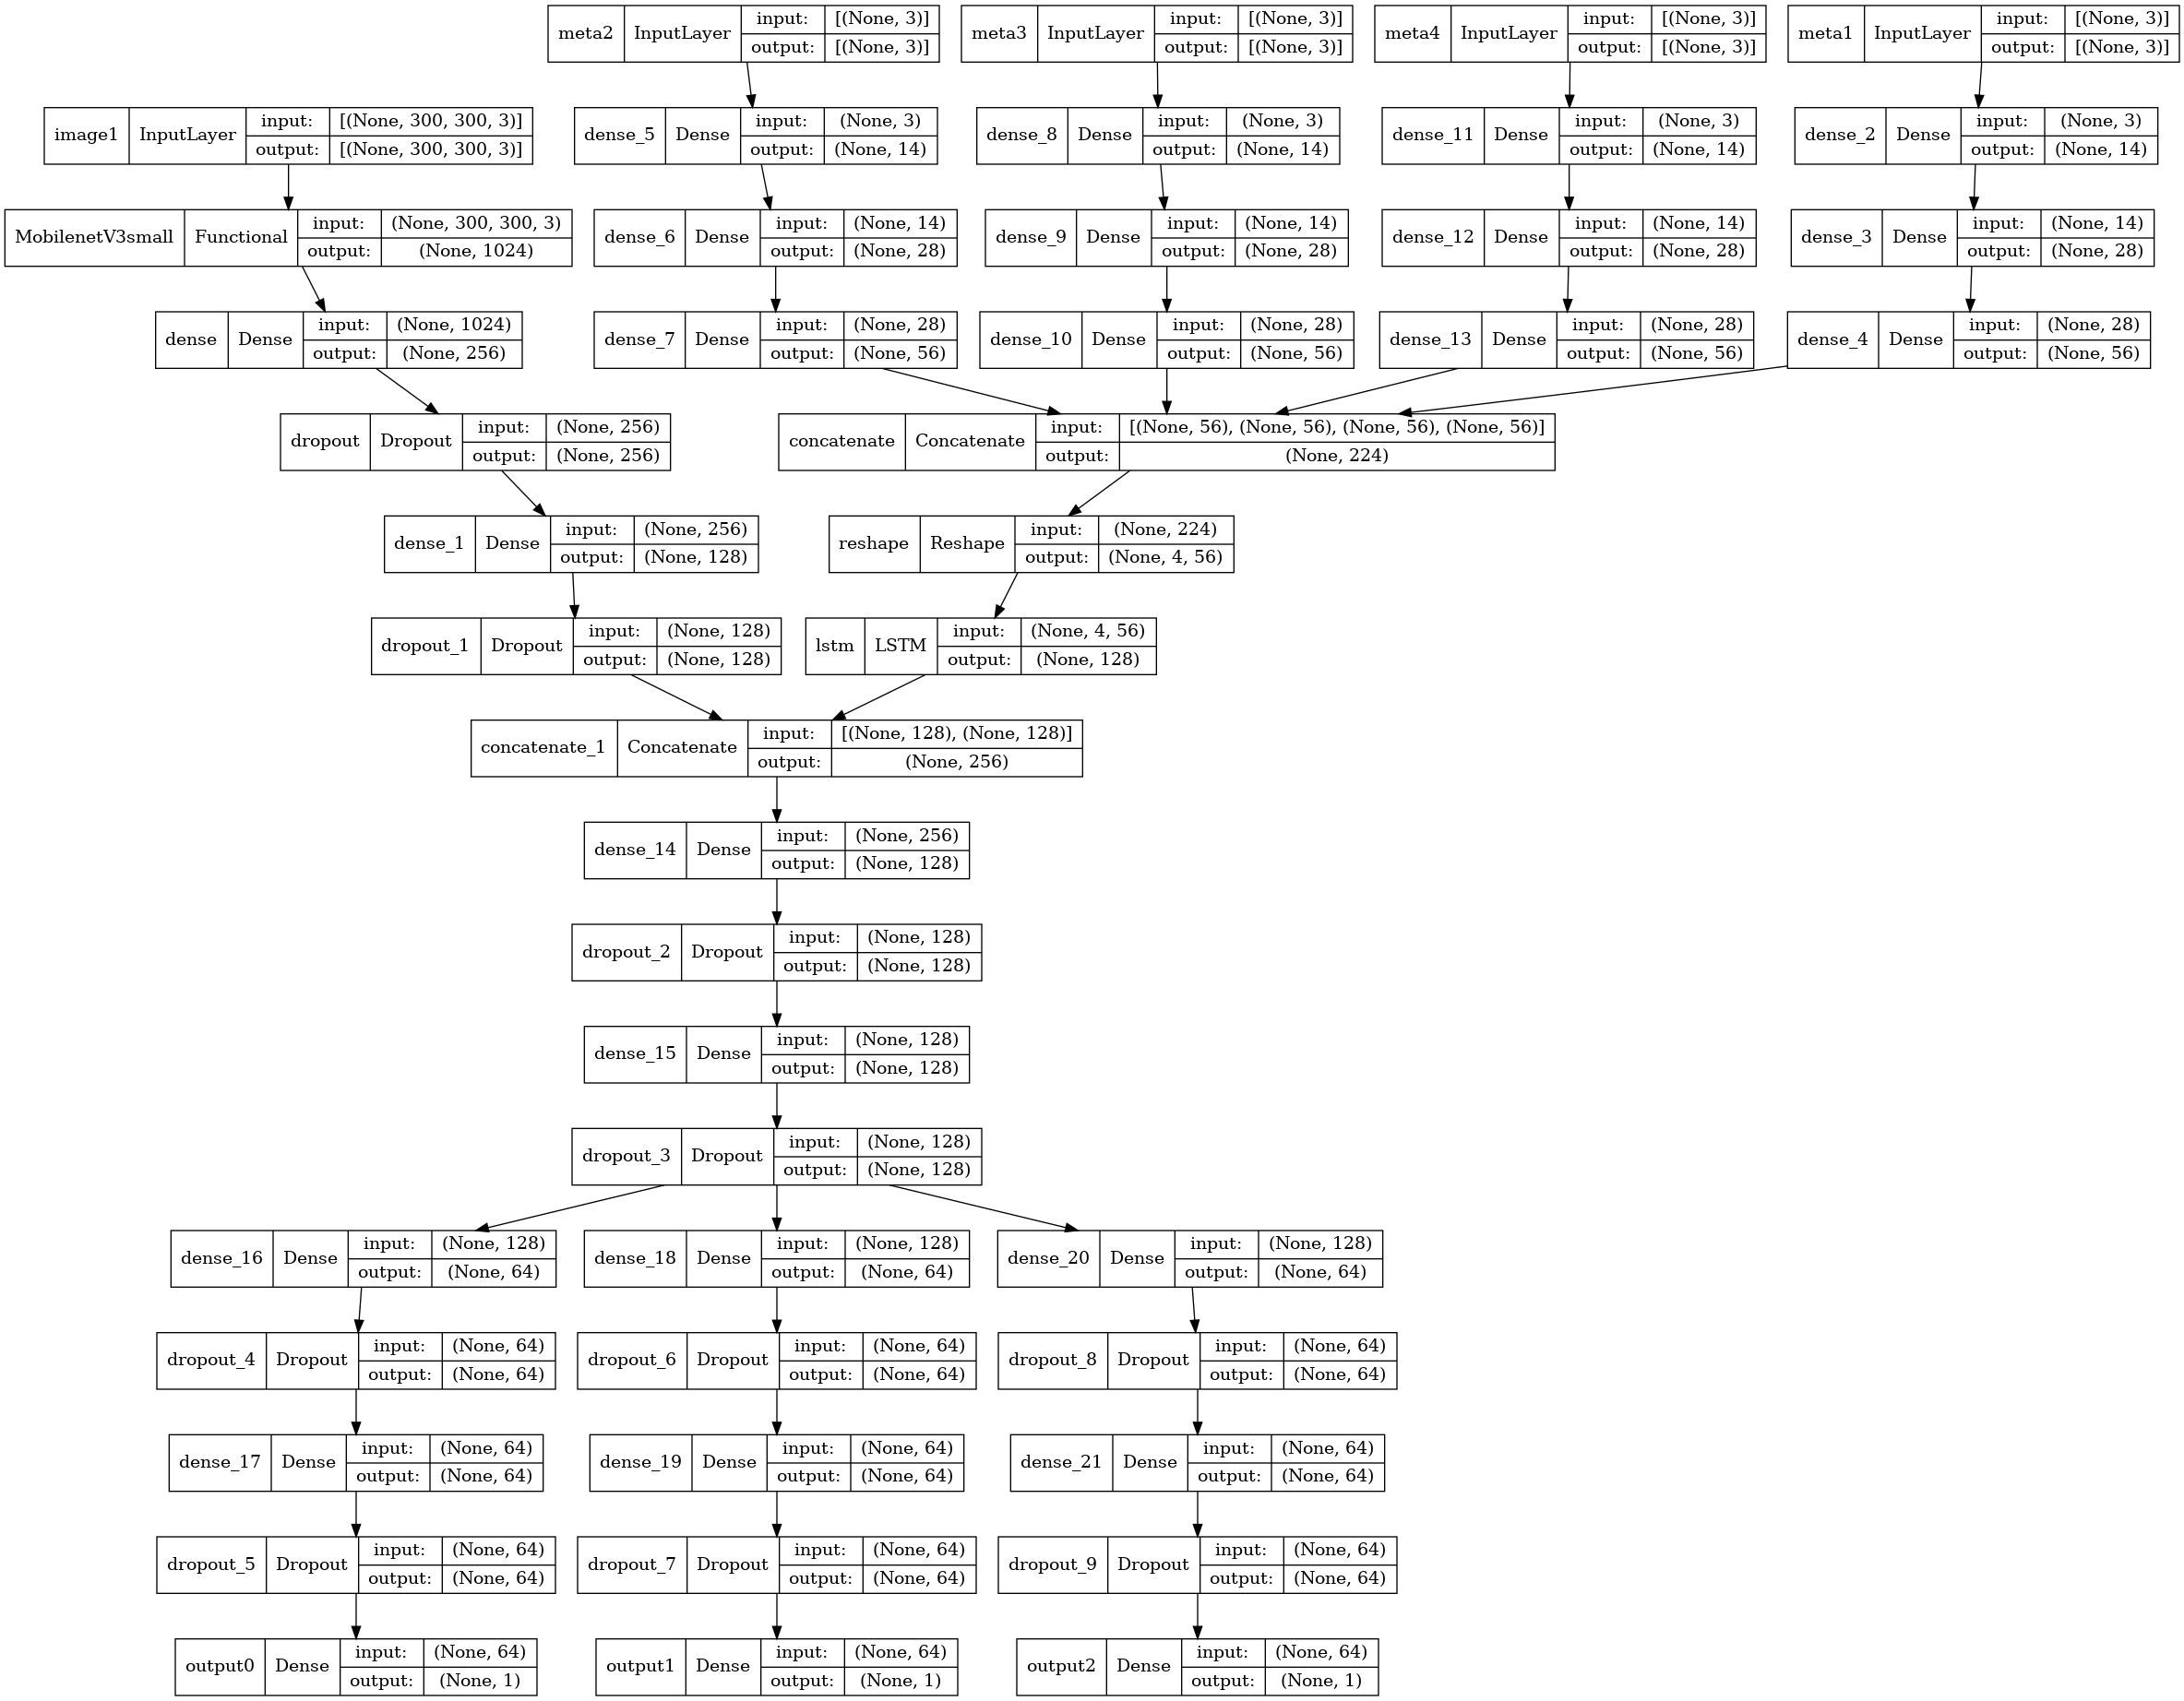 meta2 InputLayer input: [(None, 3)] output: [(None, 3)]
meta3 InputLayer input: [(None, 3)] output: [(None, 3)]
meta4 InputLayer input: [(None, 3)] output: [(None, 3)]
meta1 InputLayer input: [(None, 3)] output: [(None, 3)]
image1 InputLayer input: [(None, 300, 300, 3)] output: [(None, 300, 300, 3)]
dense_5 Dense input: (None, 3) output: (None, 14)
dense_8 Dense input: (None, 3) output: (None, 14)
dense_11 Dense input: (None, 3) output: (None, 14)
dense_2 Dense input: (None, 3) output: (None, 14)
MobilenetV3small Functional input: (None, 300, 300, 3) output: (None, 1024)
dense_6 Dense input: (None, 14) output: (None, 28)
dense_9 Dense input: (None, 14) output: (None, 28)
dense_12 Dense input: (None, 14) output: (None, 28)
dense_3 Dense input: (None, 14) output: (None, 28)
dense Dense input: (None, 1024) output: (None, 256)
dense_7 Dense input: (None, 28) output: (None, 56)
dense_10 Dense input: (None, 28) output: (None, 56)
dense_13 Dense input: (None, 28) output: (None, 56)
dense_4 Dense input: (None, 28) output: (None, 56)
dropout Dropout input: (None, 256) output: (None, 256)
concatenate Concatenate input: [(None, 56), (None, 56), (None, 56), (None, 56)] output: (None, 224)
dense_1 Dense input: (None, 256) output: (None, 128)
reshape Reshape input: (None, 224) output: (None, 4, 56)
dropout_1 Dropout input: (None, 128) output: (None, 128)
lstm LSTM input: (None, 4, 56) output: (None, 128)
concatenate_1 Concatenate input: [(None, 128), (None, 128)] output: (None, 256)
dense_14 Dense input: (None, 256) output: (None, 128)
dropout_2 Dropout input: (None, 128) output: (None, 128)
dense_15 Dense input: (None, 128) output: (None, 128)
dropout_3 Dropout input: (None, 128) output: (None, 128)
dense_16 Dense input: (None, 128) output: (None, 64)
dense_18 Dense input: (None, 128) output: (None, 64)
dense_20 Dense input: (None, 128) output: (None, 64)
dropout_4 Dropout input: (None, 64) output: (None, 64)
dropout_6 Dropout input: (None, 64) output: (None, 64)
dropout_8 Dropout input: (None, 64) output: (None, 64)
dense_17 Dense input: (None, 64) output: (None, 64)
dense_19 Dense input: (None, 64) output: (None, 64)
dense_21 Dense input: (None, 64) output: (None, 64)
dropout_5 Dropout input: (None, 64) output: (None, 64)
dropout_7 Dropout input: (None, 64) output: (None, 64)
dropout_9 Dropout input: (None, 64) output: (None, 64)
output0 Dense input: (None, 64) output: (None, 1)
output1 Dense input: (None, 64) output: (None, 1)
output2 Dense input: (None, 64) output: (None, 1)